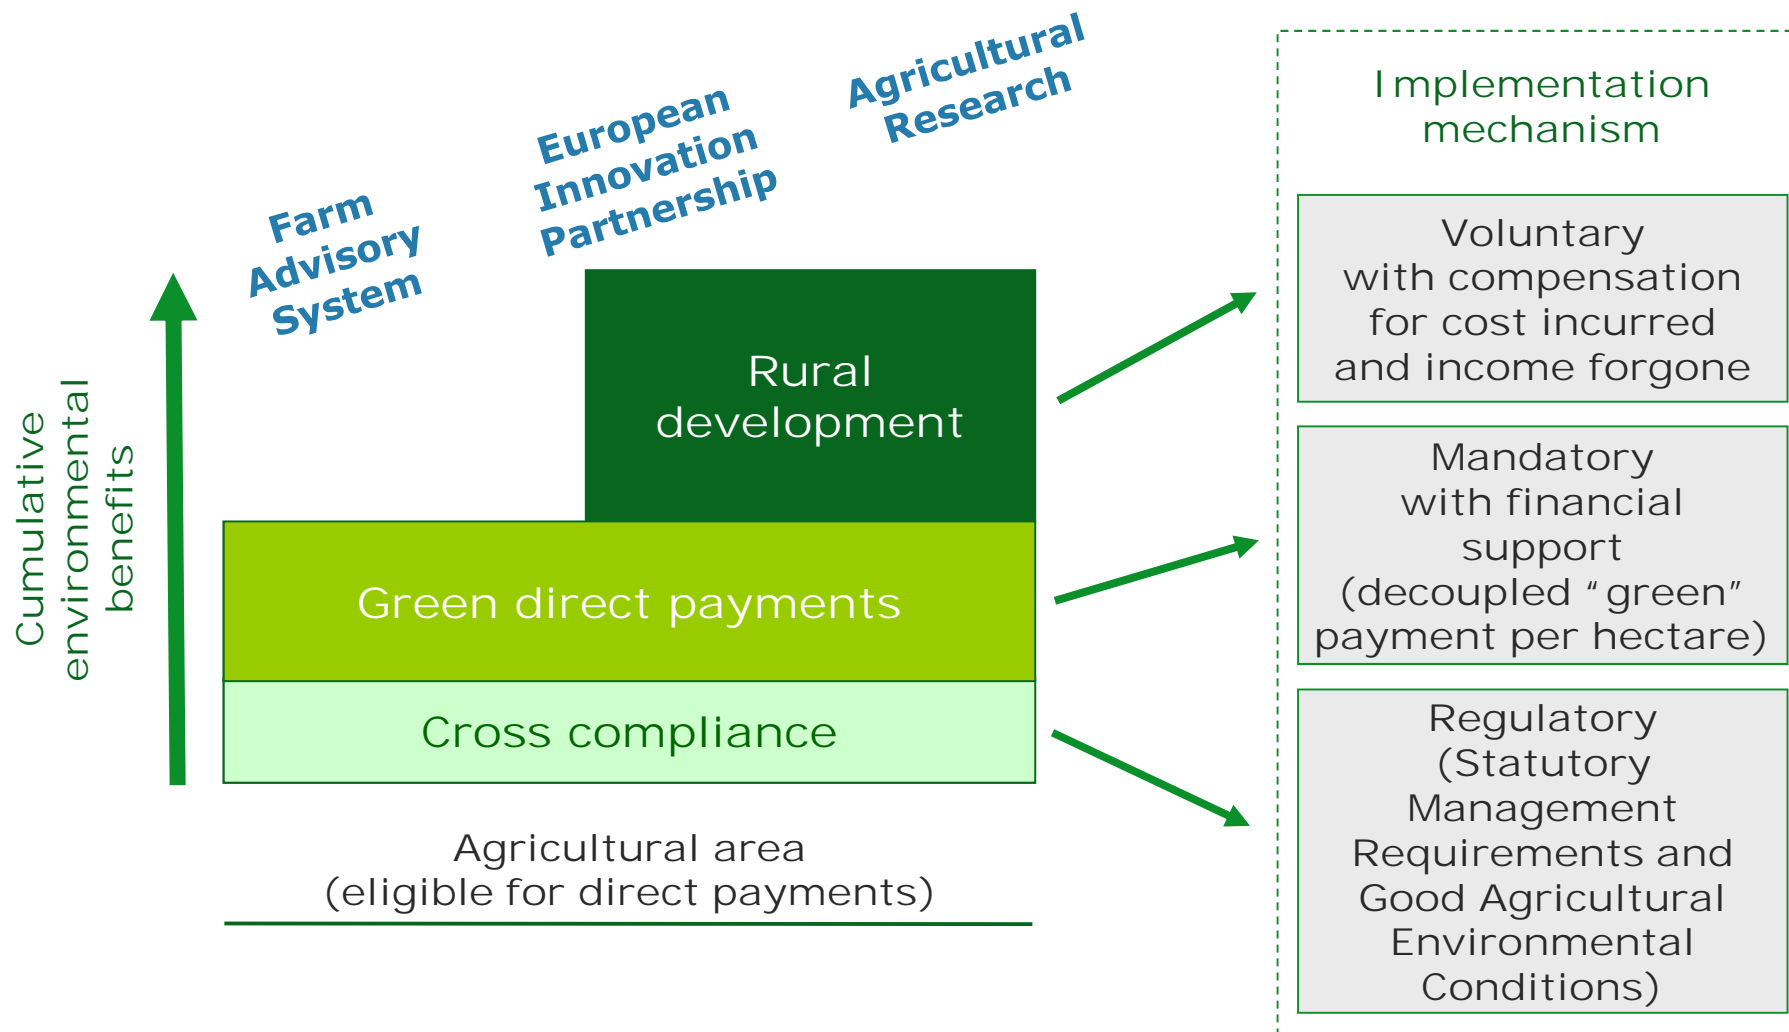 Farm
Advisory
System
European
Innovation
Partnership
Agricultural
Research
Cumulative
environmental
benefits
Rural
development
Green direct payments
Cross compliance
Agricultural area
(eligible for direct payments)
Implementation
mechanism
Voluntary
with compensation
for cost incurred
and income forgone
Mandatory
with financial
support
(decoupled “green”
payment per hectare)
Regulatory
(Statutory
Management
Requirements and
Good Agricultural
Environmental
Conditions)